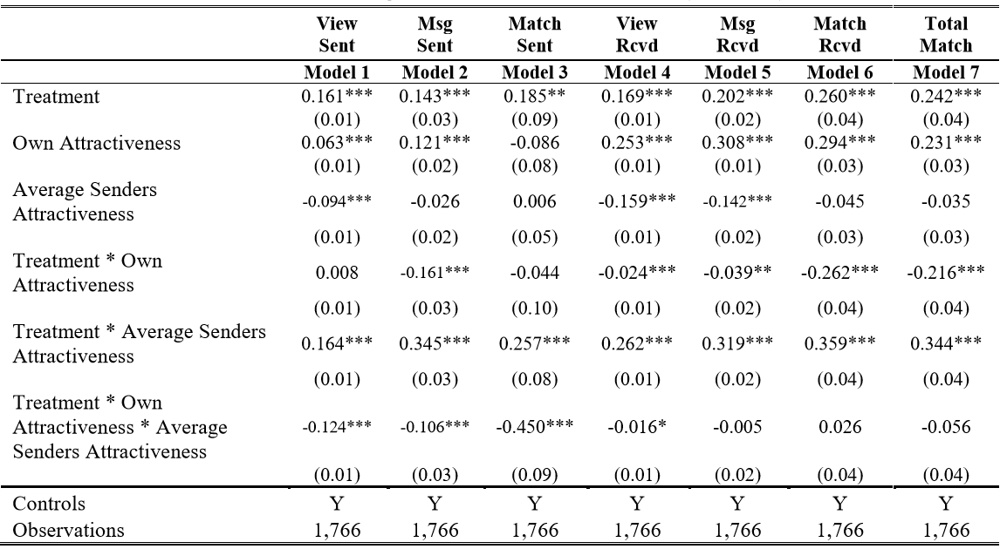 View Msg Match View Msg Match Total
Sent Sent Sent Rcvd Rcvd Rcvd Match
Model 1 Model 2 Model 3 Model 4 Model 5 Model 6 Model 7
Treatment 0.161*** 0.143*** 0.185** 0.169*** 0.202*** 0.260*** 0.242***
(0.01) (0.03) (0.09) (0.01) (0.02) (0.04) (0.04)
Own Attractiveness 0.063*** 0.121*** -0.086 0.253*** 0.308*** 0.294*** 0.231***
(0.01) (0.02) (0.08) (0.01) (0.01) (0.03) (0.03)
Average Senders
Attractiveness -0.094*** -0.026 0.006 -0.159*** -0.142*** -0.045 -0.035
(0.01) (0.02) (0.05) (0.01) (0.02) (0.03) (0.03)
Treatment * Own
Attractiveness 0.008 -0.161*** -0.044 -0.024*** -0.039** -0.262*** -0.216***
(0.01) (0.03) (0.10) (0.01) (0.02) (0.04) (0.04)
Treatment * Average Senders
Attractiveness 0.164*** 0.345*** 0.257*** 0.262*** 0.319*** 0.359*** 0.344***
(0.01) (0.03) (0.08) (0.01) (0.02) (0.04) (0.04)
Treatment * Own
Attractiveness * Average -0.124*** -0.106*** -0.450*** -0.016* -0.005 0.026 -0.056
Senders Attractiveness
(0.01) (0.03) (0.09) (0.01) (0.02) (0.04) (0.04)
Controls Y Y Y Y Y Y Y
Observations 1,766 1,766 1,766 1,766 1,766 1,766 1,766